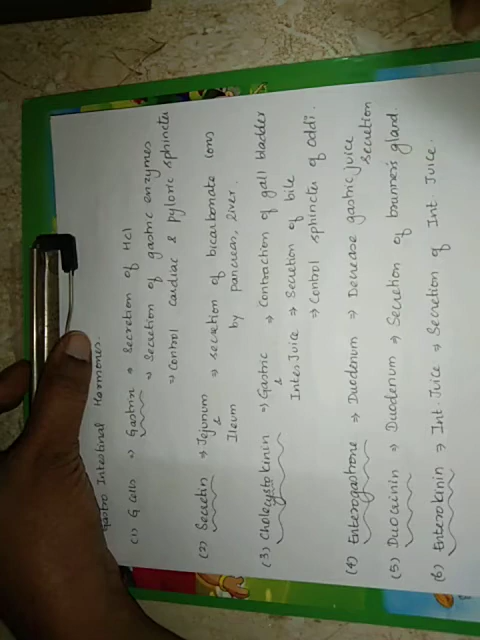 Gastro Intestinal Hormones.
(1) G cells ⇒ Gastrin ⇒ Secretion of HCl
⇒ Secretion of gastric enzymes
⇒ Control cardiac & pyloric sphincter
(2) Secretin ⇒ Jejunum ⇒ secretion of bicarbonate ions
& Ileum by pancreas, liver.
(3) Cholecystokinin ⇒ Gastric ⇒ Contraction of gall bladder
& Intes Juice ⇒ Secretion of bile
⇒ Control sphincter of oddi.
(4) Enterogastrone ⇒ Duodenum ⇒ Decrease gastric juice
secretion
(5) Duocrinin ⇒ Duodenum ⇒ Secretion of brunners gland.
(6) Enterokinin ⇒ Int. Juice ⇒ Secretion of Int. Juice.